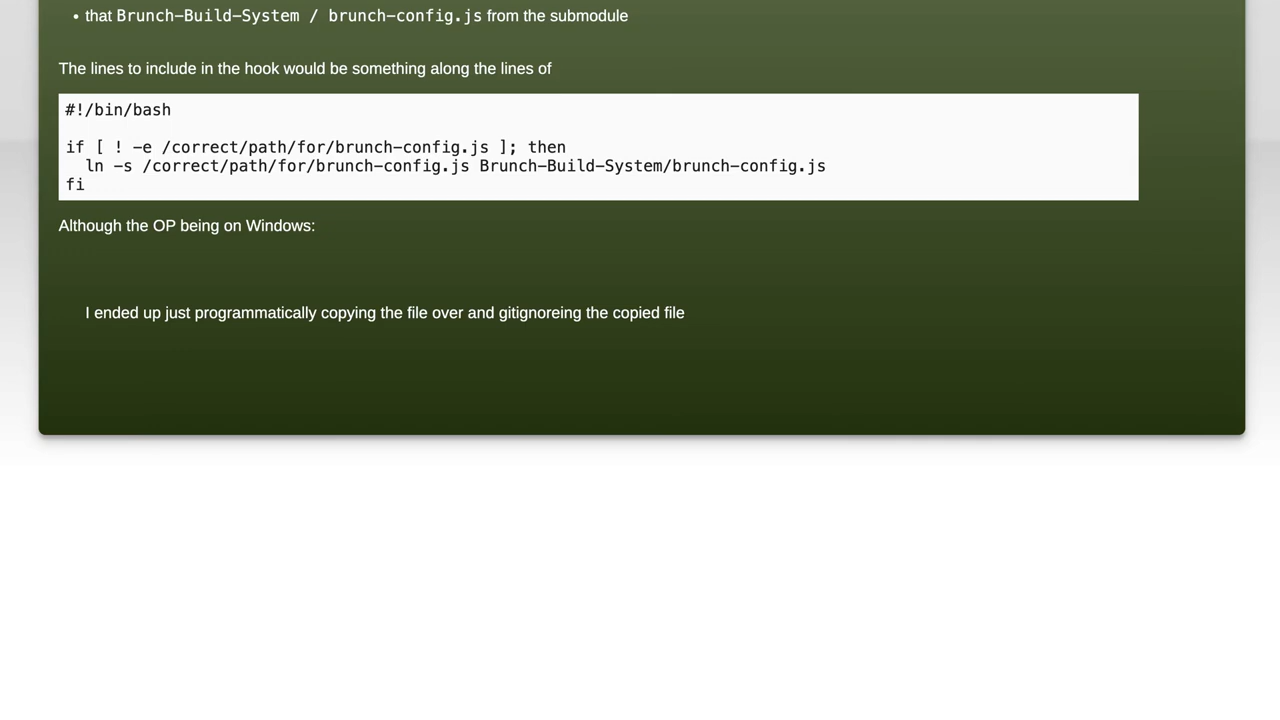 • that Brunch-Build-System / brunch-config.js from the submodule
The lines to include in the hook would be something along the lines of
#!/bin/bash
if [ ! -e /correct/path/for/brunch-config.js ]; then
  ln -s /correct/path/for/brunch-config.js Brunch-Build-System/brunch-config.js
fi
Although the OP being on Windows:
I ended up just programmatically copying the file over and gitignoreing the copied file